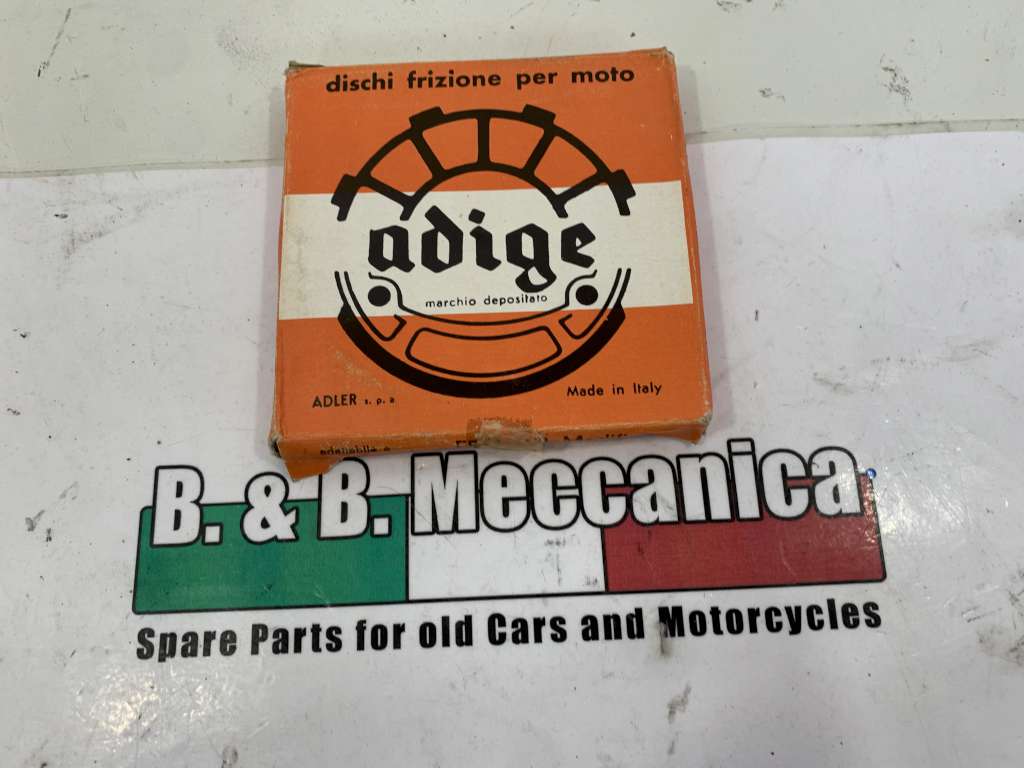 dischi frizione per moto
adige
marchio depositato
ADLER s. p. a
Made in Italy
B. & B. Meccanica
Spare Parts for old Cars and Motorcycles